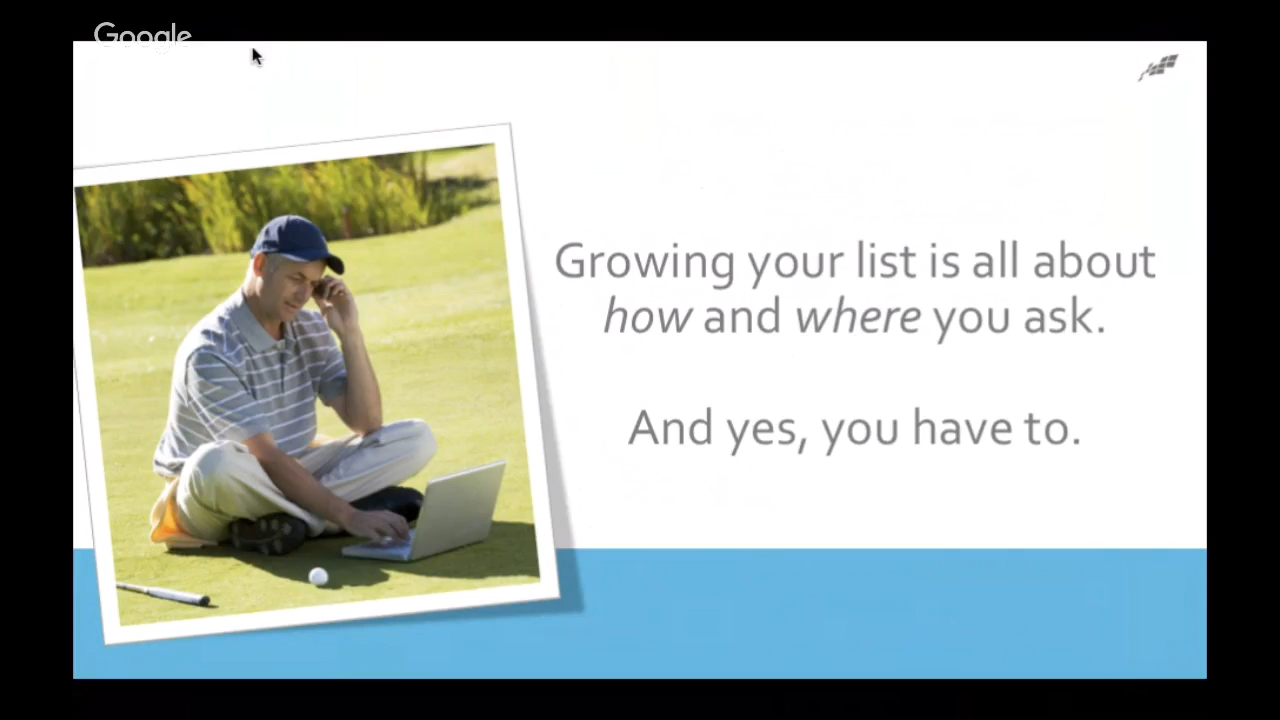 Google
Growing your list is all about
how and where you ask.
And yes, you have to.